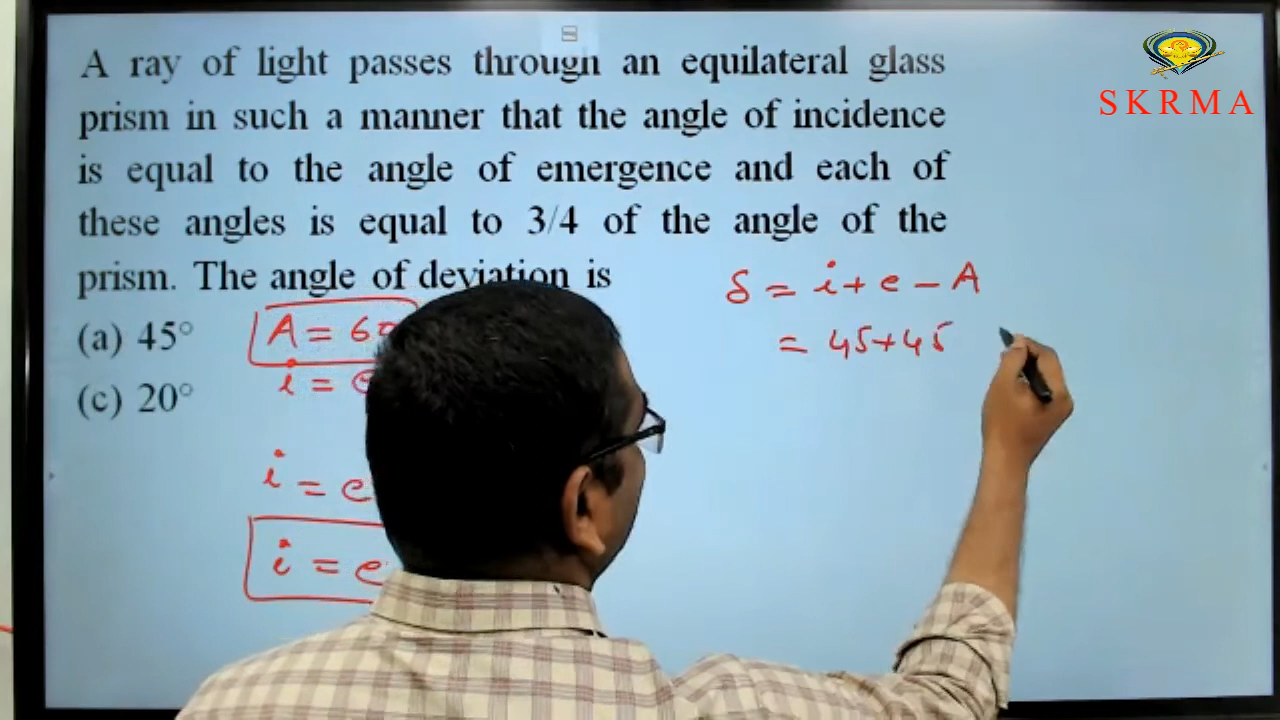 A ray of light passes through an equilateral glass
prism in such a manner that the angle of incidence
is equal to the angle of emergence and each of
these angles is equal to 3/4 of the angle of the
prism. The angle of deviation is
(a) 45°
(c) 20°
A = 60
i = e
i = e
i = e
δ = i + e - A
= 45 + 45
SKRMA